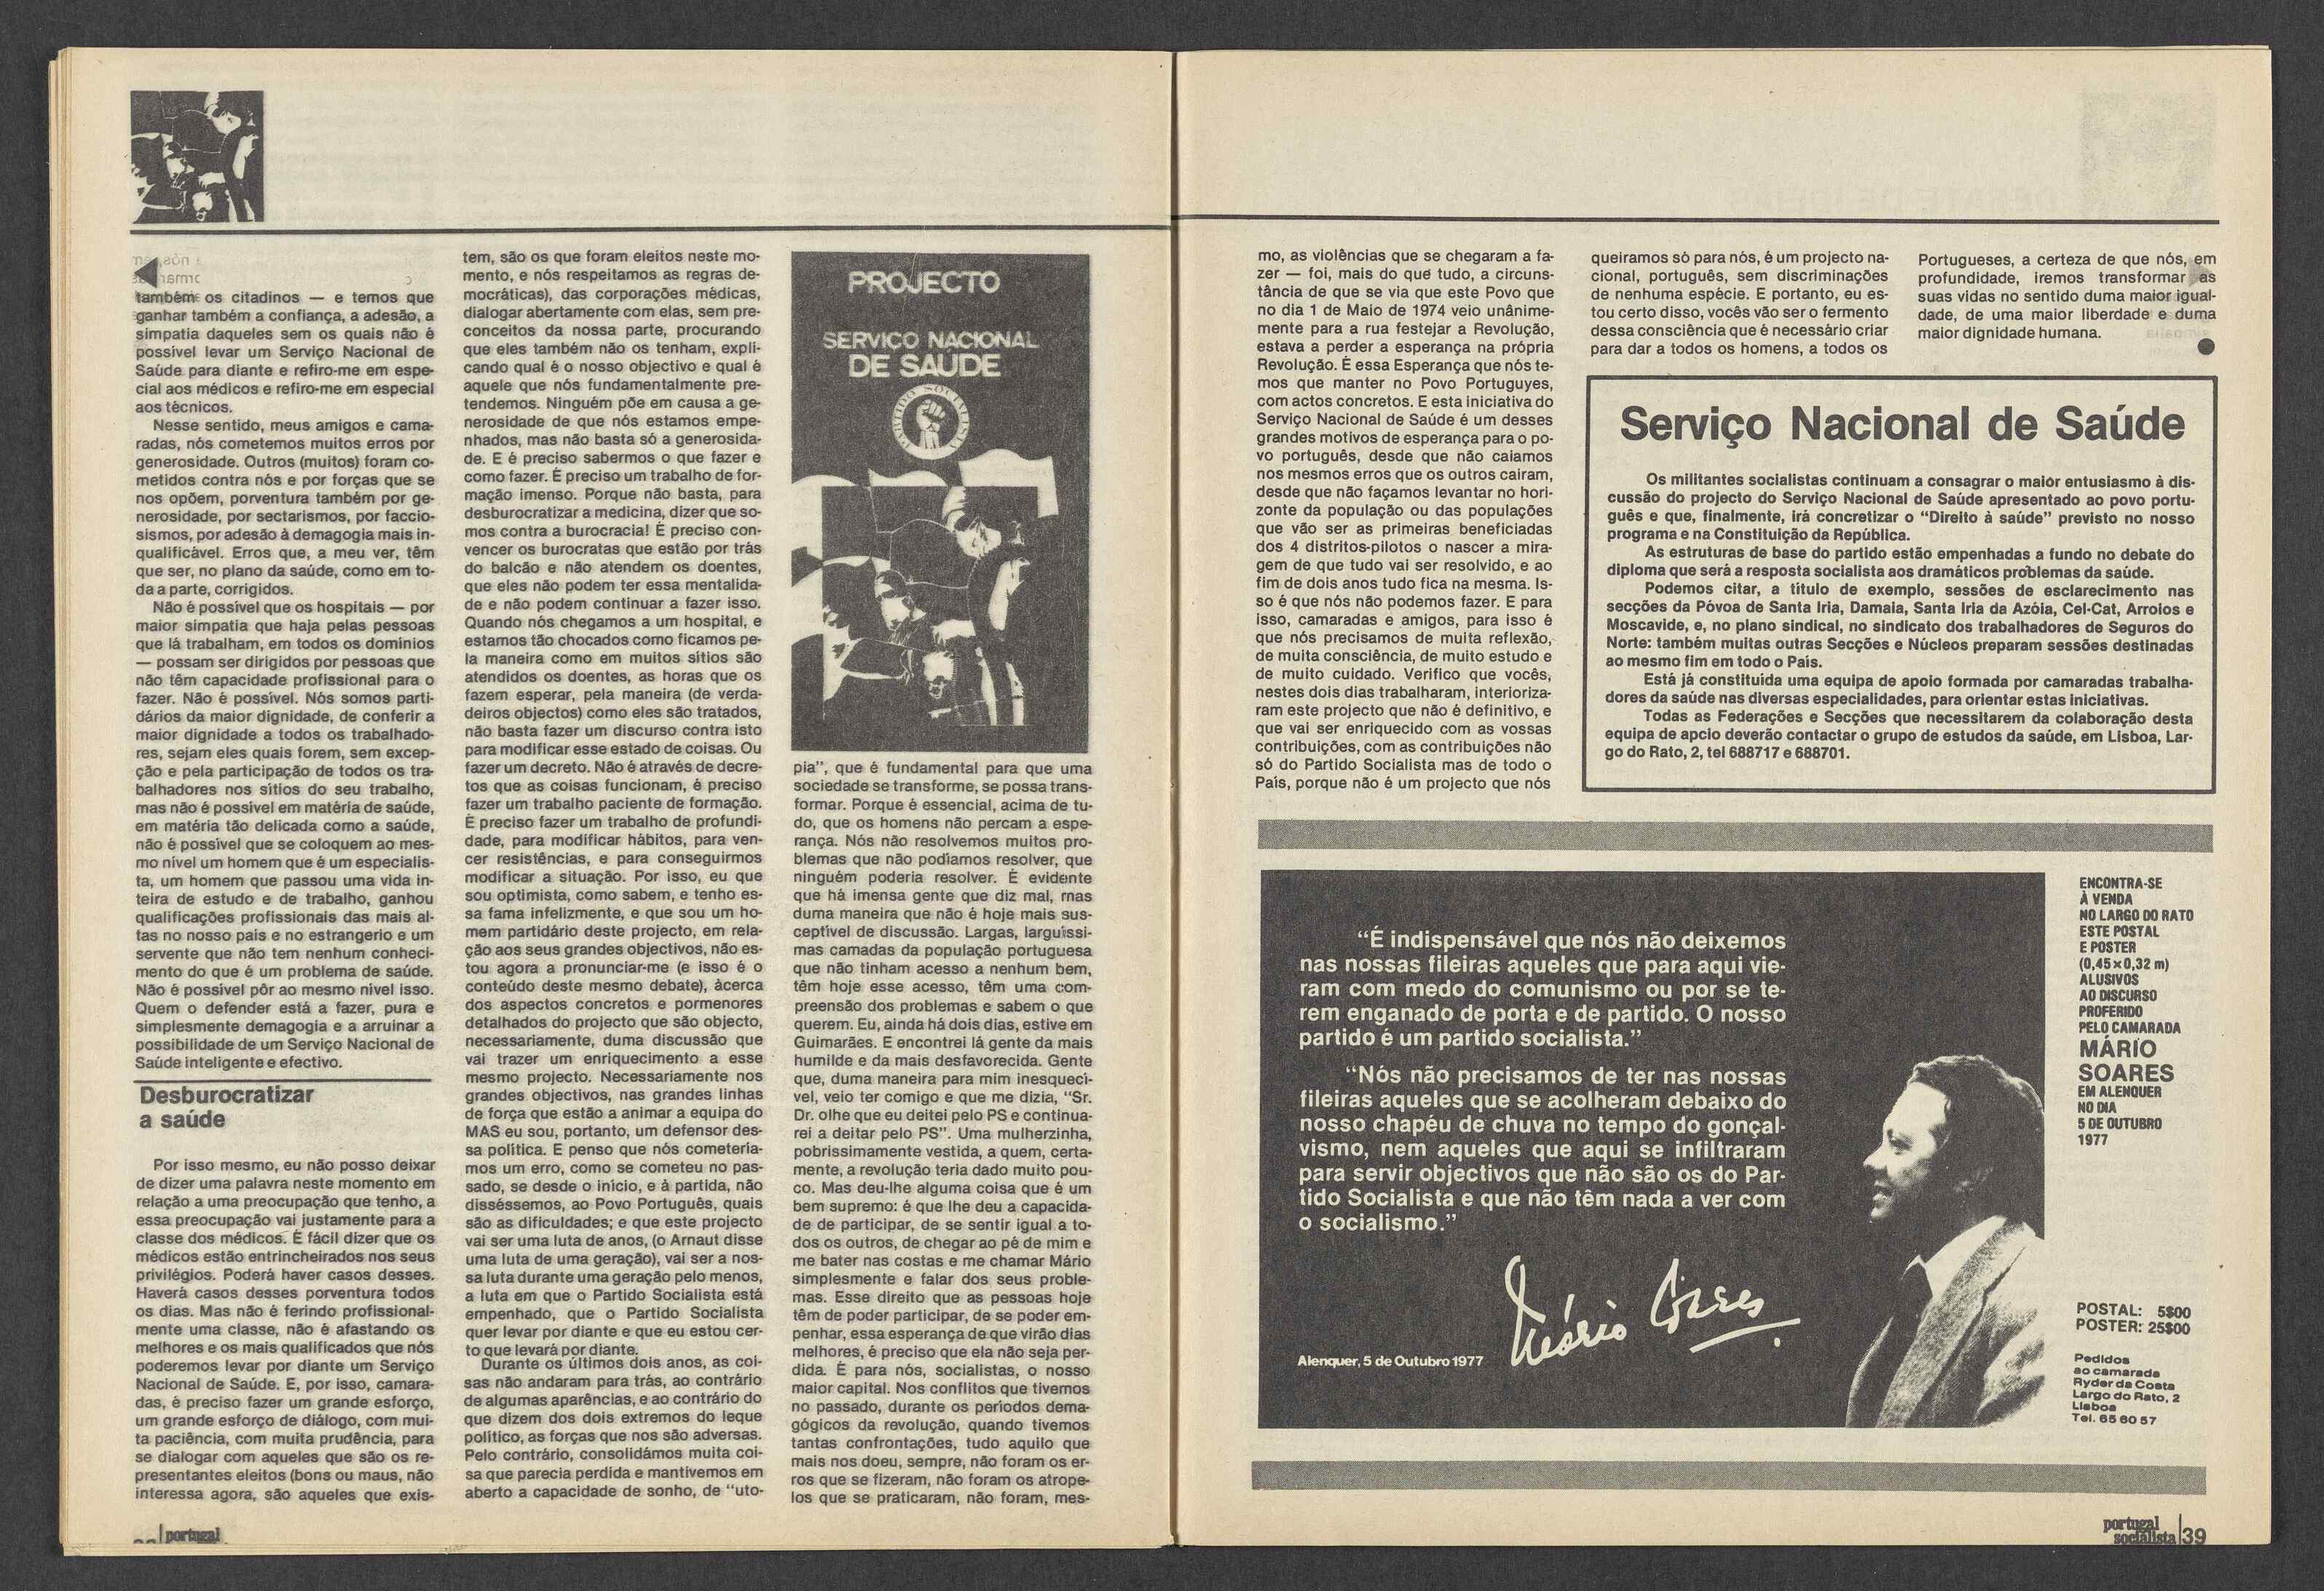 também os citadinos — e temos que
ganhar também a confiança, a adesão, a
simpatia daqueles sem os quais não é
possível levar um Serviço Nacional de
Saúde para diante e refiro-me em espe-
cial aos médicos e refiro-me em especial
aos técnicos.
Nesse sentido, meus amigos e cama-
radas, nós cometemos muitos erros por
generosidade. Outros (muitos) foram co-
metidos contra nós e por forças que se
nos opõem, porventura também por ge-
nerosidade, por sectarismos, por faccio-
sismos, por adesão à demagogia mais in-
qualificável. Erros que, a meu ver, têm
que ser, no plano da saúde, como em to-
da a parte, corrigidos.
Não é possível que os hospitais — por
maior simpatia que haja pelas pessoas
que lá trabalham, em todos os domínios
— possam ser dirigidos por pessoas que
não têm capacidade profissional para o
fazer. Não é possível. Nós somos parti-
dários da maior dignidade, de conferir a
maior dignidade a todos os trabalhado-
res, sejam eles quais forem, sem excep-
ção e pela participação de todos os tra-
balhadores nos sítios do seu trabalho,
mas não é possível em matéria de saúde,
em matéria tão delicada como a saúde,
não é possível que se coloquem ao mes-
mo nível um homem que é um especialis-
ta, um homem que passou uma vida in-
teira de estudo e de trabalho, ganhou
qualificações profissionais das mais al-
tas no nosso pais e no estrangerio e um
servente que não tem nenhum conheci-
mento do que é um problema de saúde.
Não é possível pôr ao mesmo nível isso.
Quem o defender está a fazer, pura e
simplesmente demagogia e a arruinar a
possibilidade de um Serviço Nacional de
Saúde inteligente e efectivo.
Desburocratizar
a saúde
Por isso mesmo, eu não posso deixar
de dizer uma palavra neste momento em
relação a uma preocupação que tenho, a
essa preocupação vai justamente para a
classe dos médicos. É fácil dizer que os
médicos estão entrincheirados nos seus
privilégios. Poderá haver casos desses.
Haverá casos desses porventura todos
os dias. Mas não é ferindo profissional-
mente uma classe, não é afastando os
melhores e os mais qualificados que nós
poderemos levar por diante um Serviço
Nacional de Saúde. E, por isso, camara-
das, é preciso fazer um grande esforço,
um grande esforço de diálogo, com mui-
ta paciência, com muita prudência, para
se dialogar com aqueles que são os re-
presentantes eleitos (bons ou maus, não
interessa agora, são aqueles que exis-
tem, são os que foram eleitos neste mo-
mento, e nós respeitamos as regras de-
mocráticas), das corporações médicas,
dialogar abertamente com elas, sem pre-
conceitos da nossa parte, procurando
que eles também não os tenham, expli-
cando qual é o nosso objectivo e qual é
aquele que nós fundamentalmente pre-
tendemos. Ninguém põe em causa a ge-
nerosidade de que nós estamos empe-
nhados, mas não basta só a generosida-
de. E é preciso sabermos o que fazer e
como fazer. É preciso um trabalho de for-
mação imenso. Porque não basta, para
desburocratizar a medicina, dizer que so-
mos contra a burocracia! É preciso con-
vencer os burocratas que estão por trás
do balcão e não atendem os doentes,
que eles não podem ter essa mentalida-
de e não podem continuar a fazer isso.
Quando nós chegamos a um hospital, e
estamos tão chocados como ficamos pe-
la maneira como em muitos sítios são
atendidos os doentes, as horas que os
fazem esperar, pela maneira (de verda-
deiros objectos) como eles são tratados,
não basta fazer um discurso contra isto
para modificar esse estado de coisas. Ou
fazer um decreto. Não é através de decre-
tos que as coisas funcionam, é preciso
fazer um trabalho paciente de formação.
É preciso fazer um trabalho de profundi-
dade, para modificar hábitos, para ven-
cer resistências, e para conseguirmos
modificar a situação. Por isso, eu que
sou optimista, como sabem, e tenho es-
sa fama infelizmente, e que sou um ho-
mem partidário deste projecto, em rela-
ção aos seus grandes objectivos, não es-
tou agora a pronunciar-me (e isso é o
conteúdo deste mesmo debate), àcerca
dos aspectos concretos e pormenores
detalhados do projecto que são objecto,
necessariamente, duma discussão que
vai trazer um enriquecimento a esse
mesmo projecto. Necessariamente nos
grandes objectivos, nas grandes linhas
de força que estão a animar a equipa do
MAS eu sou, portanto, um defensor des-
sa política. E penso que nós cometería-
mos um erro, como se cometeu no pas-
sado, se desde o início, e à partida, não
disséssemos, ao Povo Português, quais
são as dificuldades; e que este projecto
vai ser uma luta de anos, (o Arnaut disse
uma luta de uma geração), vai ser a nos-
sa luta durante uma geração pelo menos,
a luta em que o Partido Socialista está
empenhado, que o Partido Socialista
quer levar por diante e que eu estou cer-
to que levará por diante.
Durante os últimos dois anos, as coi-
sas não andaram para trás, ao contrário
de algumas aparências, e ao contrário do
que dizem dos dois extremos do leque
político, as forças que nos são adversas.
Pelo contrário, consolidámos muita coi-
sa que parecia perdida e mantivemos em
aberto a capacidade de sonho, de "uto-
PROJECTO
SERVIÇO NACIONAL
DE SAÚDE
PARTIDO SOCIALISTA
pia", que é fundamental para que uma
sociedade se transforme, se possa trans-
formar. Porque é essencial, acima de tu-
do, que os homens não percam a espe-
rança. Nós não resolvemos muitos pro-
blemas que não podíamos resolver, que
ninguém poderia resolver. É evidente
que há imensa gente que diz mal, mas
duma maneira que não é hoje mais sus-
ceptível de discussão. Largas, larguíssi-
mas camadas da população portuguesa
que não tinham acesso a nenhum bem,
têm hoje esse acesso, têm uma com-
preensão dos problemas e sabem o que
querem. Eu, ainda há dois dias, estive em
Guimarães. E encontrei lá gente da mais
humilde e da mais desfavorecida. Gente
que, duma maneira para mim inesquecí-
vel, veio ter comigo e que me dizia, "Sr.
Dr. olhe que eu deitei pelo PS e continua-
rei a deitar pelo PS". Uma mulherzinha,
pobrissimamente vestida, a quem, certa-
mente, a revolução teria dado muito pou-
co. Mas deu-lhe alguma coisa que é um
bem supremo: é que lhe deu a capacida-
de de participar, de se sentir igual a to-
dos os outros, de chegar ao pé de mim e
me bater nas costas e me chamar Mário
simplesmente e falar dos seus proble-
mas. Esse direito que as pessoas hoje
têm de poder participar, de se poder em-
penhar, essa esperança de que virão dias
melhores, é preciso que ela não seja per-
dida. É para nós, socialistas, o nosso
maior capital. Nos conflitos que tivemos
no passado, durante os períodos dema-
gógicos da revolução, quando tivemos
tantas confrontações, tudo aquilo que
mais nos doeu, sempre, não foram os er-
ros que se fizeram, não foram os atrope-
los que se praticaram, não foram, mes-
portugal
mo, as violências que se chegaram a fa-
zer — foi, mais do que tudo, a circuns-
tância de que se via que este Povo que
no dia 1 de Maio de 1974 veio unânime-
mente para a rua festejar a Revolução,
estava a perder a esperança na própria
Revolução. É essa Esperança que nós te-
mos que manter no Povo Portuguyes,
com actos concretos. E esta iniciativa do
Serviço Nacional de Saúde é um desses
grandes motivos de esperança para o po-
vo português, desde que não caiamos
nos mesmos erros que os outros cairam,
desde que não façamos levantar no hori-
zonte da população ou das populações
que vão ser as primeiras beneficiadas
dos 4 distritos-pilotos o nascer a mira-
gem de que tudo vai ser resolvido, e ao
fim de dois anos tudo fica na mesma. Is-
so é que nós não podemos fazer. E para
isso, camaradas e amigos, para isso é
que nós precisamos de muita reflexão,
de muita consciência, de muito estudo e
de muito cuidado. Verifico que vocês,
nestes dois dias trabalharam, interioriza-
ram este projecto que não é definitivo, e
que vai ser enriquecido com as vossas
contribuições, com as contribuições não
só do Partido Socialista mas de todo o
País, porque não é um projecto que nós
queiramos só para nós, é um projecto na-
cional, português, sem discriminações
de nenhuma espécie. E portanto, eu es-
tou certo disso, vocês vão ser o fermento
dessa consciência que é necessário criar
para dar a todos os homens, a todos os
Portugueses, a certeza de que nós, em
profundidade, iremos transformar as
suas vidas no sentido duma maior igual-
dade, de uma maior liberdade e duma
maior dignidade humana.
Serviço Nacional de Saúde
Os militantes socialistas continuam a consagrar o maiór entusiasmo à dis-
cussão do projecto do Serviço Nacional de Saúde apresentado ao povo portu-
guês e que, finalmente, irá concretizar o "Direito à saúde" previsto no nosso
programa e na Constituição da República.
As estruturas de base do partido estão empenhadas a fundo no debate do
diploma que será a resposta socialista aos dramáticos problemas da saúde.
Podemos citar, a título de exemplo, sessões de esclarecimento nas
secções da Póvoa de Santa Iria, Damaia, Santa Iria da Azóia, Cel-Cat, Arroios e
Moscavide, e, no plano sindical, no sindicato dos trabalhadores de Seguros do
Norte: também muitas outras Secções e Núcleos preparam sessões destinadas
ao mesmo fim em todo o País.
Está já constituída uma equipa de apoio formada por camaradas trabalha-
dores da saúde nas diversas especialidades, para orientar estas iniciativas.
Todas as Federações e Secções que necessitarem da colaboração desta
equipa de apcio deverão contactar o grupo de estudos da saúde, em Lisboa, Lar-
go do Rato, 2, tel 688717 e 688701.
"É indispensável que nós não deixemos
nas nossas fileiras aqueles que para aqui vie-
ram com medo do comunismo ou por se te-
rem enganado de porta e de partido. O nosso
partido é um partido socialista."
"Nós não precisamos de ter nas nossas
fileiras aqueles que se acolheram debaixo do
nosso chapéu de chuva no tempo do gonçal-
vismo, nem aqueles que aqui se infiltraram
para servir objectivos que não são os do Par-
tido Socialista e que não têm nada a ver com
o socialismo."
Mário Soares
Alenquer, 5 de Outubro 1977
ENCONTRA-SE
À VENDA
NO LARGO DO RATO
ESTE POSTAL
E POSTER
(0,45×0,32 m)
ALUSIVOS
AO DISCURSO
PROFERIDO
PELO CAMARADA
MÁRIO
SOARES
EM ALENQUER
NO DIA
5 DE OUTUBRO
1977
POSTAL: 5$00
POSTER: 25$00
Pedidos
ao camarada
Ryder da Costa
Largo do Rato, 2
Lisboa
Tel. 65 60 57
portugal
socialista 39